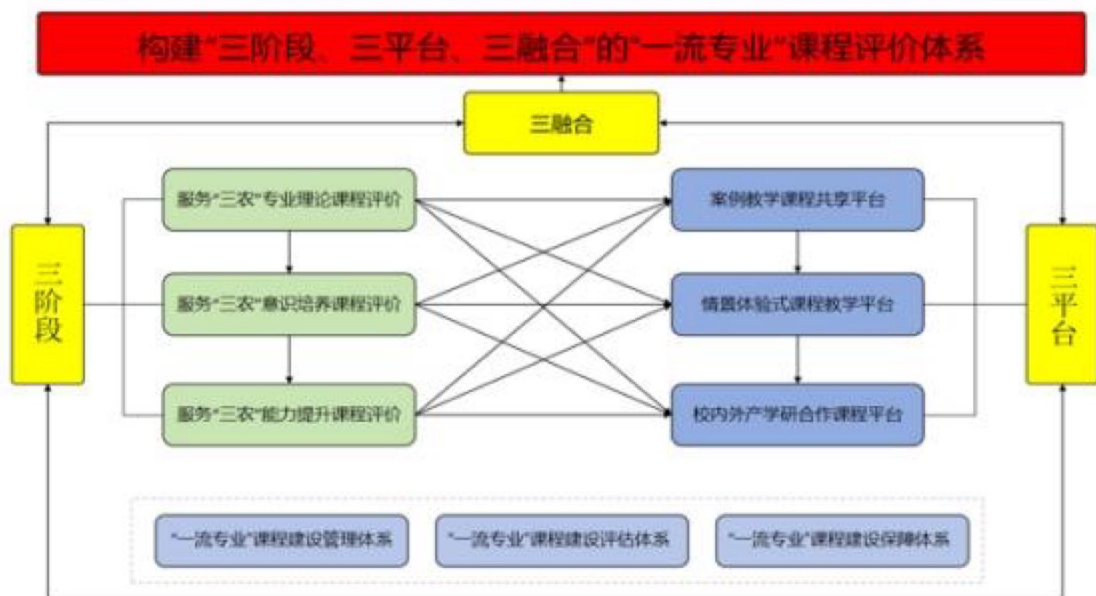 构建“三阶段、三平台、三融合”的“一流专业”课程评价体系
三融合
三阶段
服务“三农”专业理论课程评价
服务“三农”意识培养课程评价
服务“三农”能力提升课程评价
案例教学课程共享平台
情置体验式课程教学平台
校内外产学研合作课程平台
三平台
“一流专业”课程建设管理体系
“一流专业”课程建设评估体系
“一流专业”课程建设保障体系